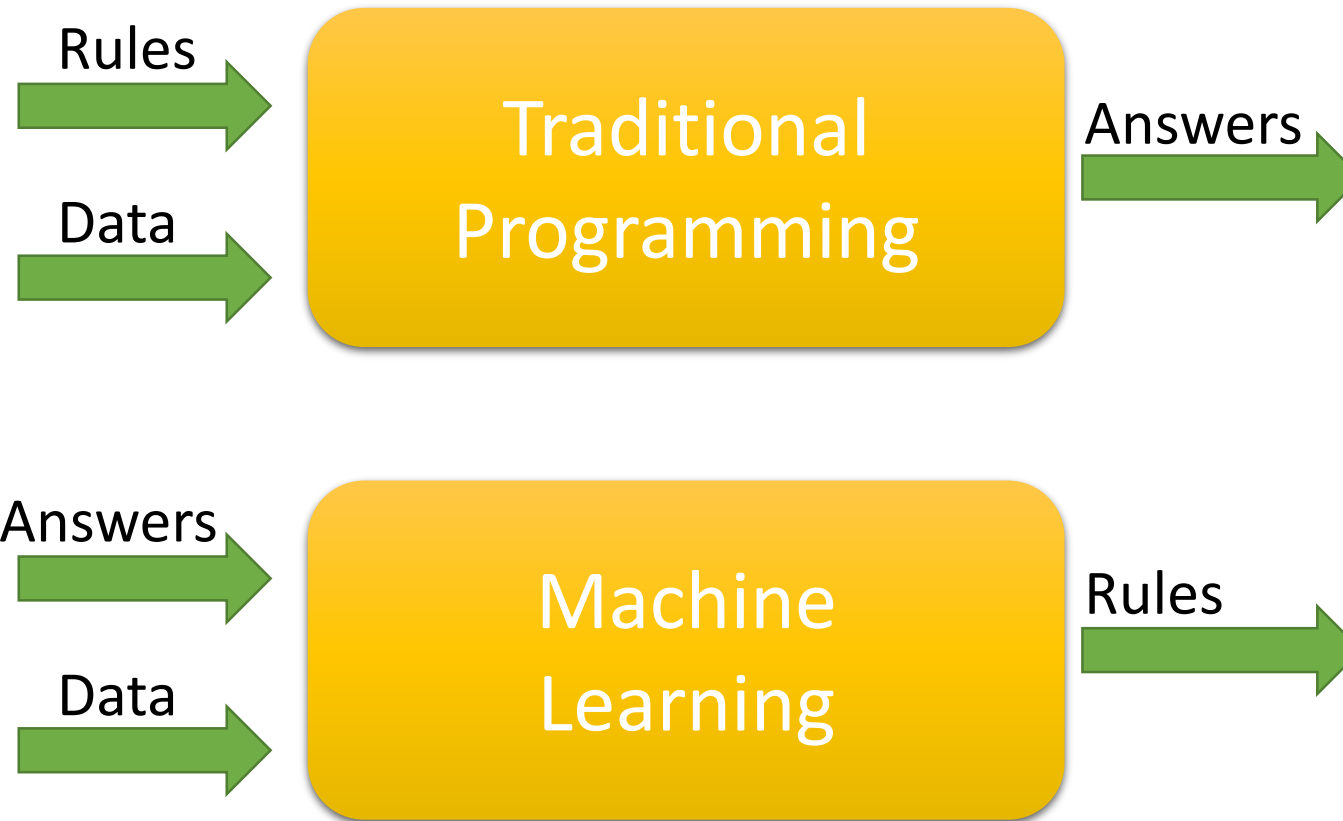 Rules
Data
Traditional
Programming
Answers
Answers
Data
Machine
Learning
Rules